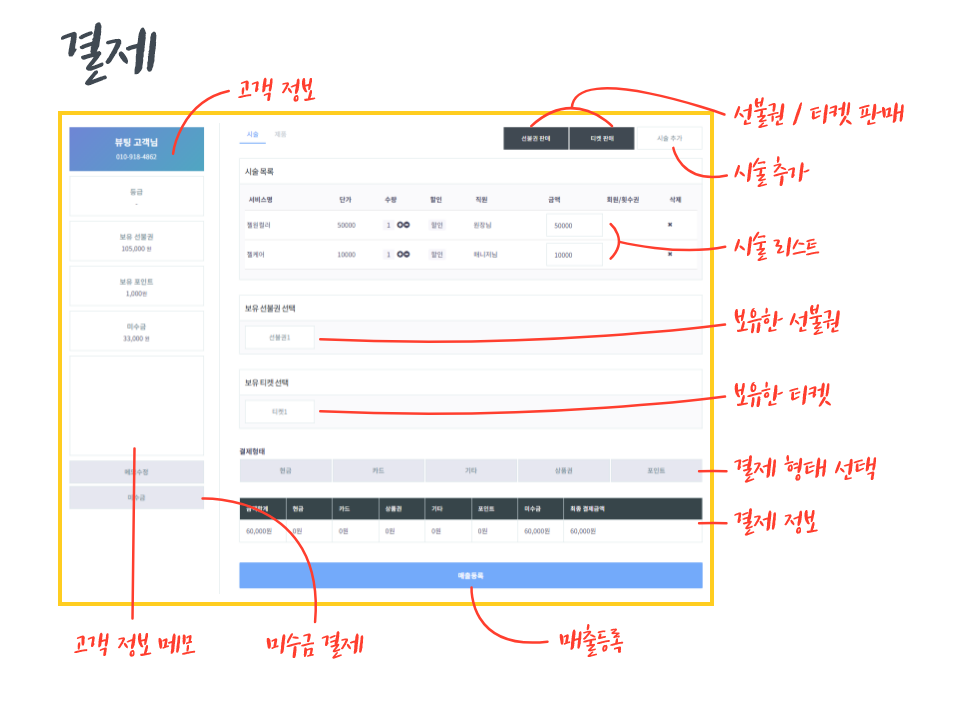 결제
고객 정보
선불권 / 티켓 판매
뷰팅 고객님
010-918-4862
시술 제품
선불권 판매 티켓 판매 시술 추가
시술 추가
등급
-
시술 목록
서비스명 단가 수량 할인 직원 금액 회원/횟수권 삭제
젤원컬러 50000 1 할인 원장님 50000 ✖
젤케어 10000 1 할인 매니저님 10000 ✖
시술 리스트
보유 선불권
105,000 원
보유 포인트
1,000원
미수금
33,000 원
보유 선불권 선택
선불권1
보유한 선불권
보유 티켓 선택
티켓1
보유한 티켓
결제형태
현금 카드 기타 상품권 포인트
결제 형태 선택
메모수정
미수금
금액합계 현금 카드 상품권 기타 포인트 미수금 최종 결제금액
60,000원 0원 0원 0원 0원 0원 60,000원 60,000원
결제 정보
매출등록
고객 정보 메모
미수금 결제
매출등록